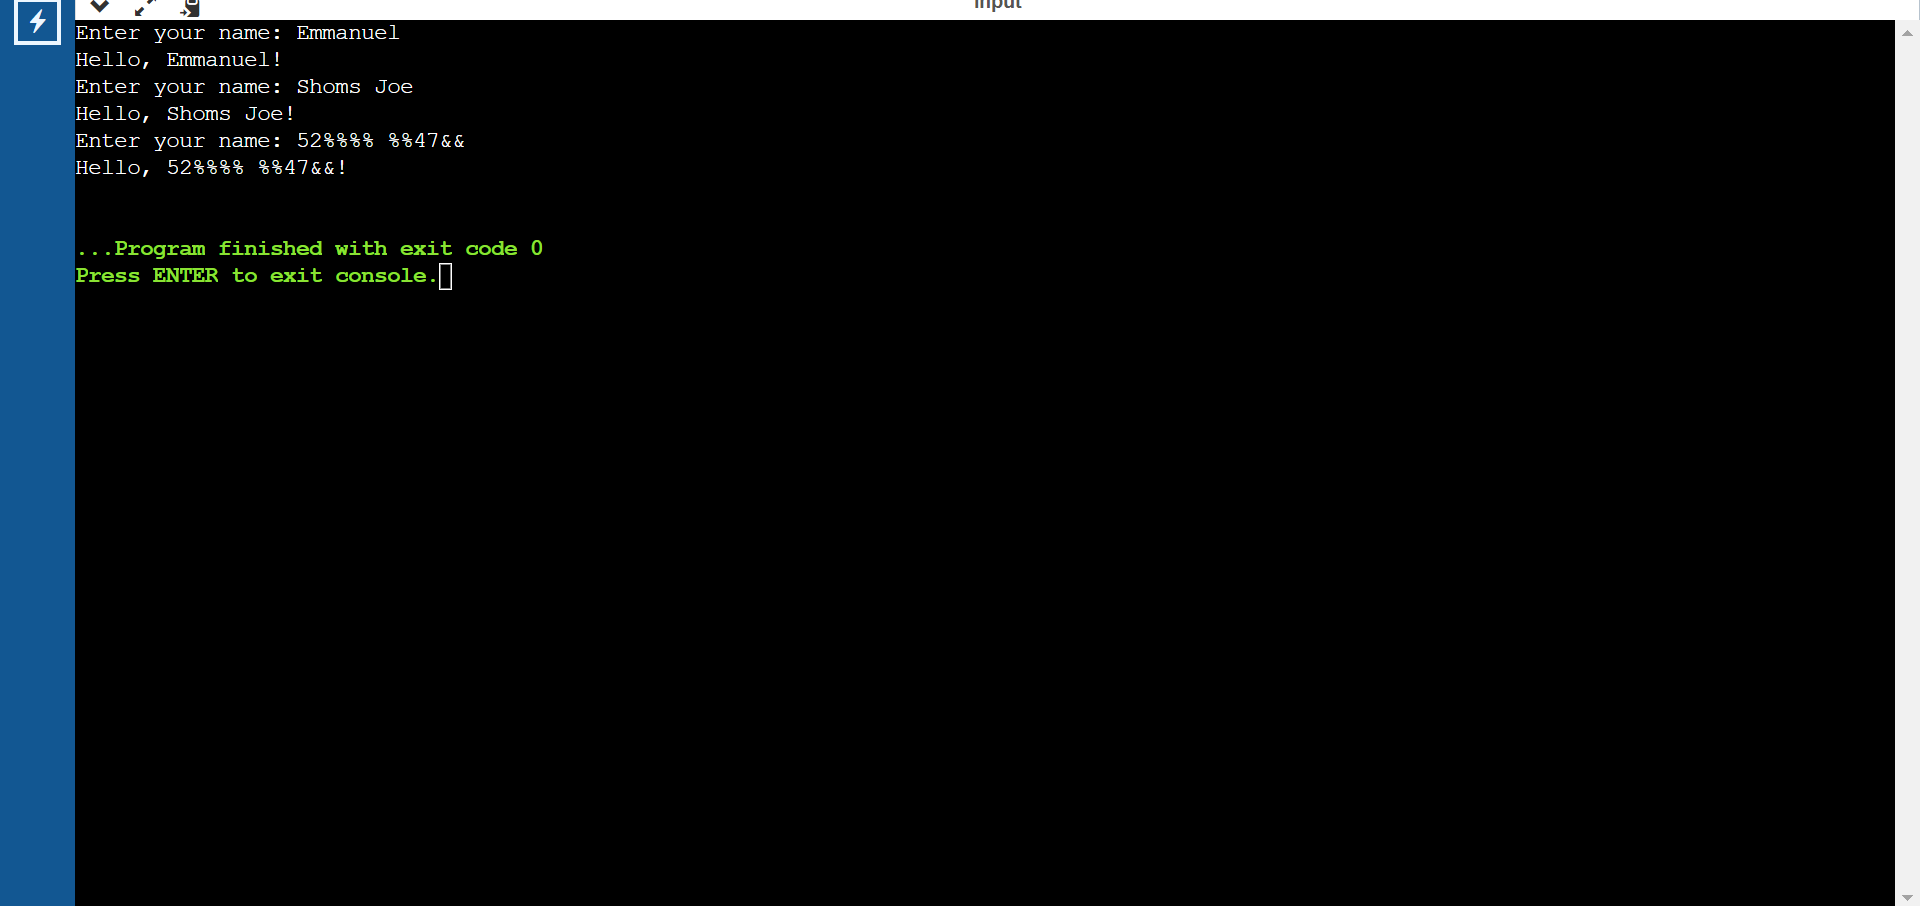 input
Enter your name: Emmanuel
Hello, Emmanuel!
Enter your name: Shoms Joe
Hello, Shoms Joe!
Enter your name: 52%%%% %%47&&
Hello, 52%%%% %%47&&!
...Program finished with exit code 0
Press ENTER to exit console.